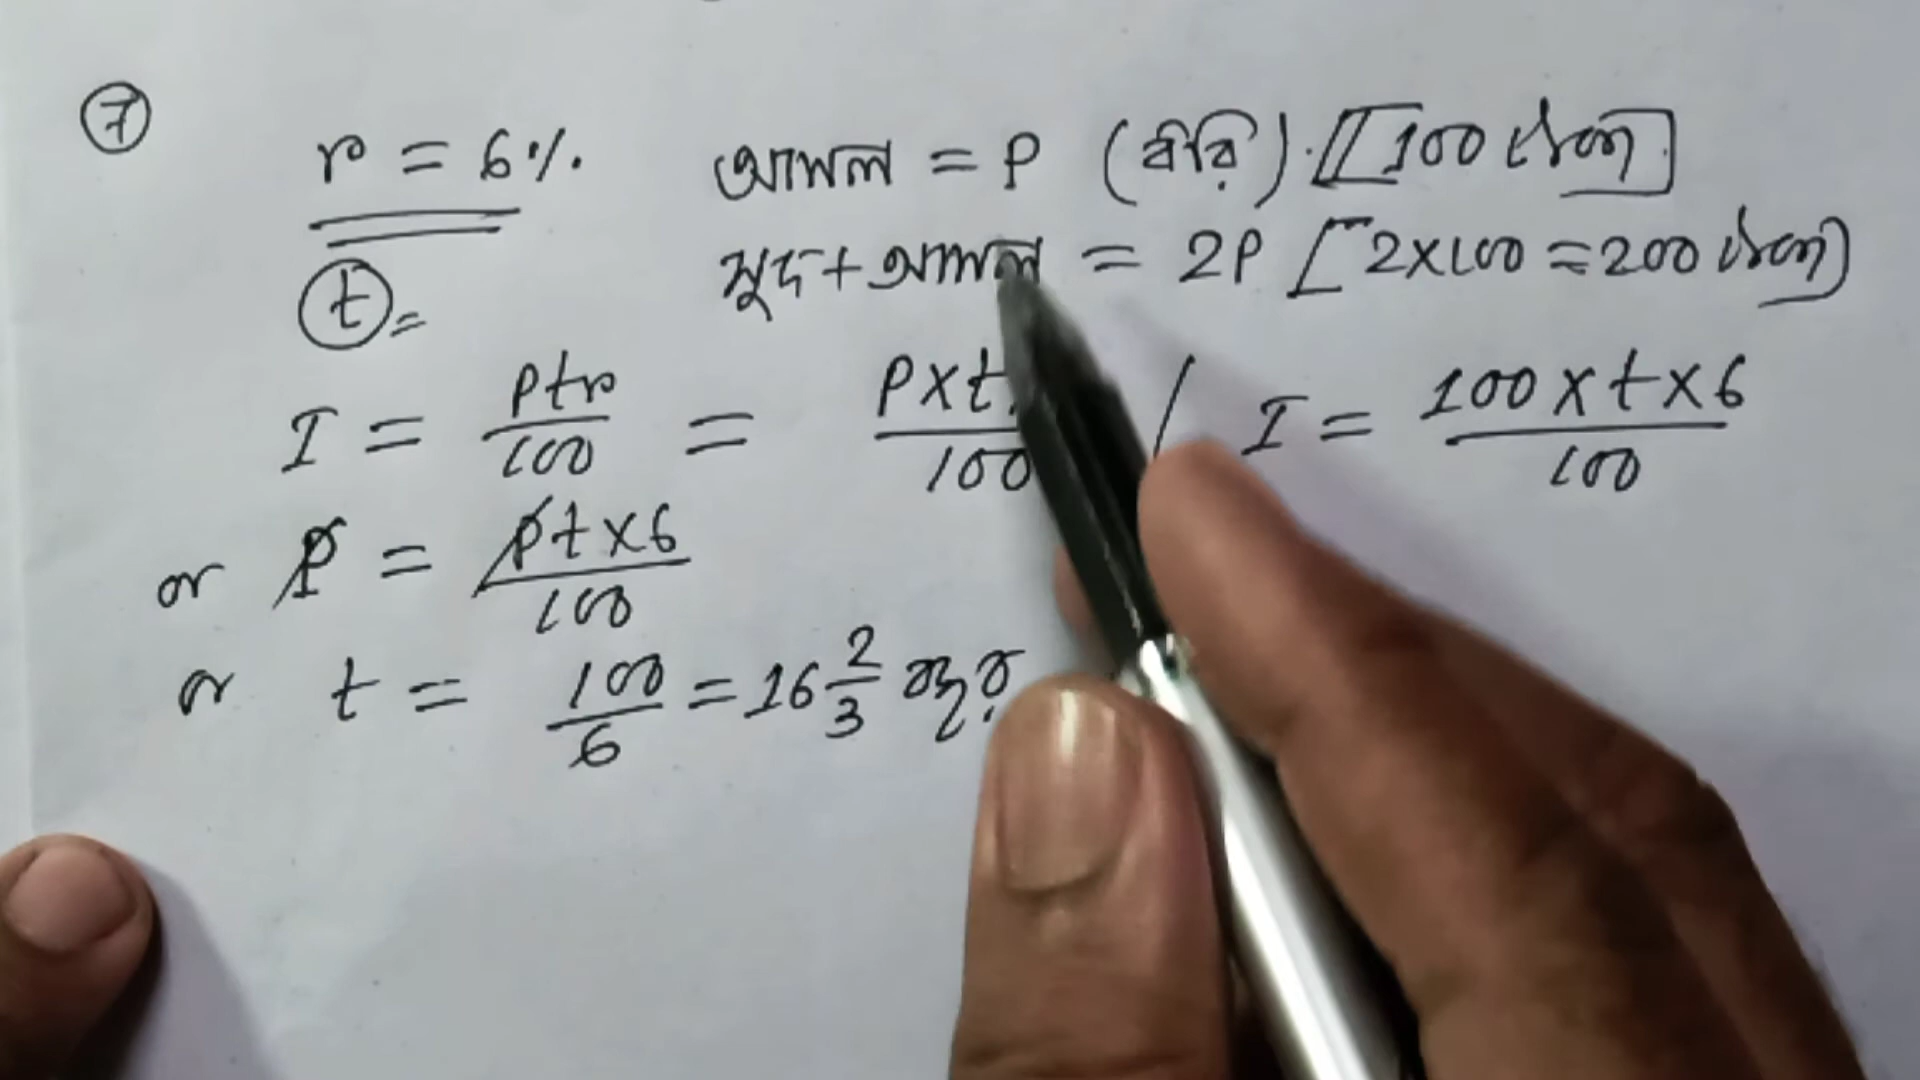 ⑦
r = 6% আসল = P (ধরি) [100 টাকা]
t = সুদ+আসল = 2P [2×100 = 200 টাকা]
I = Ptr/100 = P×t/100 / I = 100×t×6/100
or P = Pt×6/100
or t = 100/6 = 16 2/3 বছর